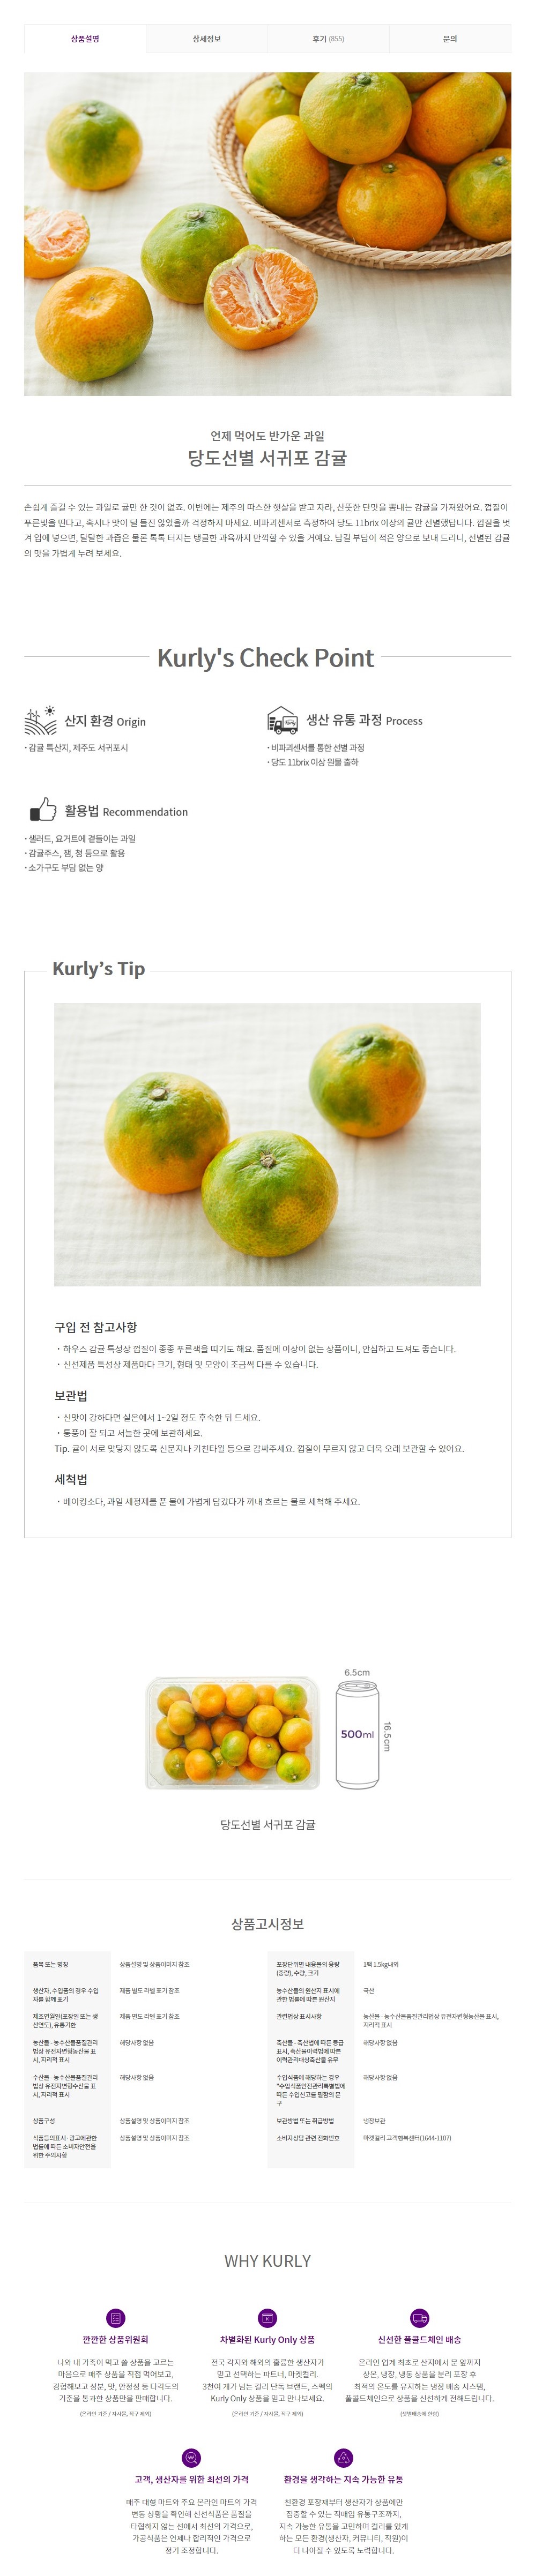 상품설명
상세정보
후기 (855)
문의
언제 먹어도 반가운 과일
당도선별 서귀포 감귤
손쉽게 즐길 수 있는 과일로 귤만 한 것이 없죠. 이번에는 제주의 따스한 햇살을 받고 자라, 산뜻한 단맛을 뽐내는 감귤을 가져왔어요. 껍질이
푸른빛을 띤다고, 혹시나 맛이 덜 들진 않았을까 걱정하지 마세요. 비파괴센서로 측정하여 당도 11brix 이상의 귤만 선별했답니다. 껍질을 벗
겨 입에 넣으면, 달달한 과즙은 물론 톡톡 터지는 탱글한 과육까지 만끽할 수 있을 거예요. 남길 부담이 적은 양으로 보내 드리니, 선별된 감귤
의 맛을 가볍게 누려 보세요.
Kurly's Check Point
산지 환경 Origin
· 감귤 특산지, 제주도 서귀포시
생산 유통 과정 Process
· 비파괴센서를 통한 선별 과정
· 당도 11brix 이상 원물 출하
활용법 Recommendation
· 샐러드, 요거트에 곁들이는 과일
· 감귤주스, 잼, 청 등으로 활용
· 소가구도 부담 없는 양
Kurly's Tip
구입 전 참고사항
· 하우스 감귤 특성상 껍질이 종종 푸른색을 띠기도 해요. 품질에 이상이 없는 상품이니, 안심하고 드셔도 좋습니다.
· 신선제품 특성상 제품마다 크기, 형태 및 모양이 조금씩 다를 수 있습니다.
보관법
· 신맛이 강하다면 실온에서 1~2일 정도 후숙한 뒤 드세요.
· 통풍이 잘 되고 서늘한 곳에 보관하세요.
Tip. 귤이 서로 맞닿지 않도록 신문지나 키친타월 등으로 감싸주세요. 껍질이 무르지 않고 더욱 오래 보관할 수 있어요.
세척법
· 베이킹소다, 과일 세정제를 푼 물에 가볍게 담갔다가 꺼내 흐르는 물로 세척해 주세요.
6.5cm
500ml
16.5cm
당도선별 서귀포 감귤
상품고시정보
품목 또는 명칭
상품설명 및 상품이미지 참조
포장단위별 내용물의 용량
(중량), 수량, 크기
1팩 1.5kg내외
생산자, 수입품의 경우 수입
자를 함께 표기
제품 별도 라벨 표기 참조
농수산물의 원산지 표시에
관한 법률에 따른 원산지
국산
제조연월일(포장일 또는 생
산연도), 유통기한
제품 별도 라벨 표기 참조
관련법상 표시사항
농산물 - 농수산물품질관리법상 유전자변형농산물 표시,
지리적 표시
농산물 - 농수산물품질관리
법상 유전자변형농산물 표
시, 지리적 표시
해당사항 없음
축산물 - 축산법에 따른 등급
표시, 축산물이력법에 따른
이력관리대상축산물 유무
해당사항 없음
수산물 - 농수산물품질관리
법상 유전자변형수산물 표
시, 지리적 표시
해당사항 없음
수입식품에 해당하는 경우
"수입식품안전관리특별법에
따른 수입신고를 필함의 문
구
해당사항 없음
상품구성
상품설명 및 상품이미지 참조
보관방법 또는 취급방법
냉장보관
식품등의표시·광고에관한
법률에 따른 소비자안전을
위한 주의사항
상품설명 및 상품이미지 참조
소비자상담 관련 전화번호
마켓컬리 고객행복센터(1644-1107)
WHY KURLY
깐깐한 상품위원회
나와 내 가족이 먹고 쓸 상품을 고르는
마음으로 매주 상품을 직접 먹어보고,
경험해보고 성분, 맛, 안정성 등 다각도의
기준을 통과한 상품만을 판매합니다.
(온라인 기준 / 자사몰, 직구 제외)
차별화된 Kurly Only 상품
전국 각지와 해외의 훌륭한 생산자가
믿고 선택하는 파트너, 마켓컬리.
3천여 개가 넘는 컬리 단독 브랜드, 스펙의
Kurly Only 상품을 믿고 만나보세요.
(온라인 기준 / 자사몰, 직구 제외)
신선한 풀콜드체인 배송
온라인 업계 최초로 산지에서 문 앞까지
상온, 냉장, 냉동 상품을 분리 포장 후
최적의 온도를 유지하는 냉장 배송 시스템,
풀콜드체인으로 상품을 신선하게 전해드립니다.
(샛별배송에 한함)
고객, 생산자를 위한 최선의 가격
매주 대형 마트와 주요 온라인 마트의 가격
변동 상황을 확인해 신선식품은 품질을
타협하지 않는 선에서 최선의 가격으로,
가공식품은 언제나 합리적인 가격으로
정기 조정합니다.
환경을 생각하는 지속 가능한 유통
친환경 포장재부터 생산자가 상품에만
집중할 수 있는 직매입 유통구조까지,
지속 가능한 유통을 고민하며 컬리를 있게
하는 모든 환경(생산자, 커뮤니티, 직원)이
더 나아질 수 있도록 노력합니다.